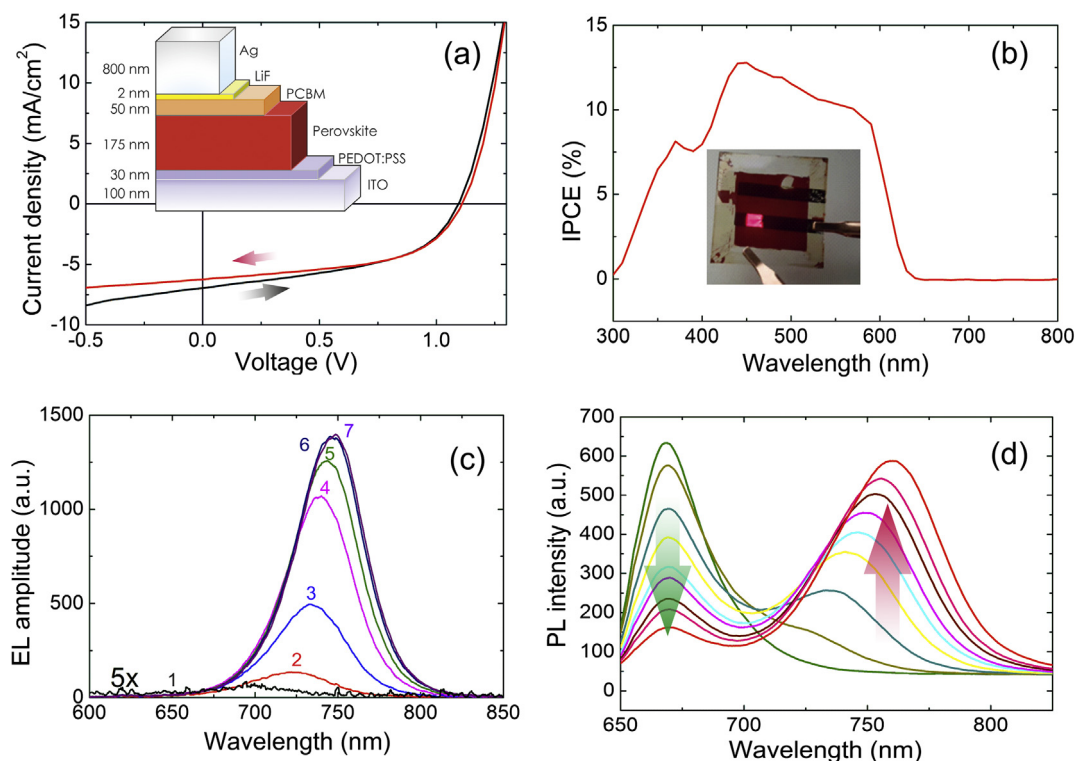 (a)
Current density (mA/cm²)
15
10
5
0
-5
-10
-0.5
0.0
0.5
1.0
Voltage (V)
800 nm
2 nm
50 nm
175 nm
30 nm
100 nm
Ag
LiF
PCBM
Perovskite
PEDOT:PSS
ITO
(b)
IPCE (%)
15
10
5
0
300
400
500
600
700
800
Wavelength (nm)
(c)
EL amplitude (a.u.)
1500
1000
500
0
6
7
5
4
3
2
5x
1
600
650
700
750
800
850
Wavelength (nm)
(d)
PL intensity (a.u.)
700
600
500
400
300
200
100
0
650
700
750
800
Wavelength (nm)